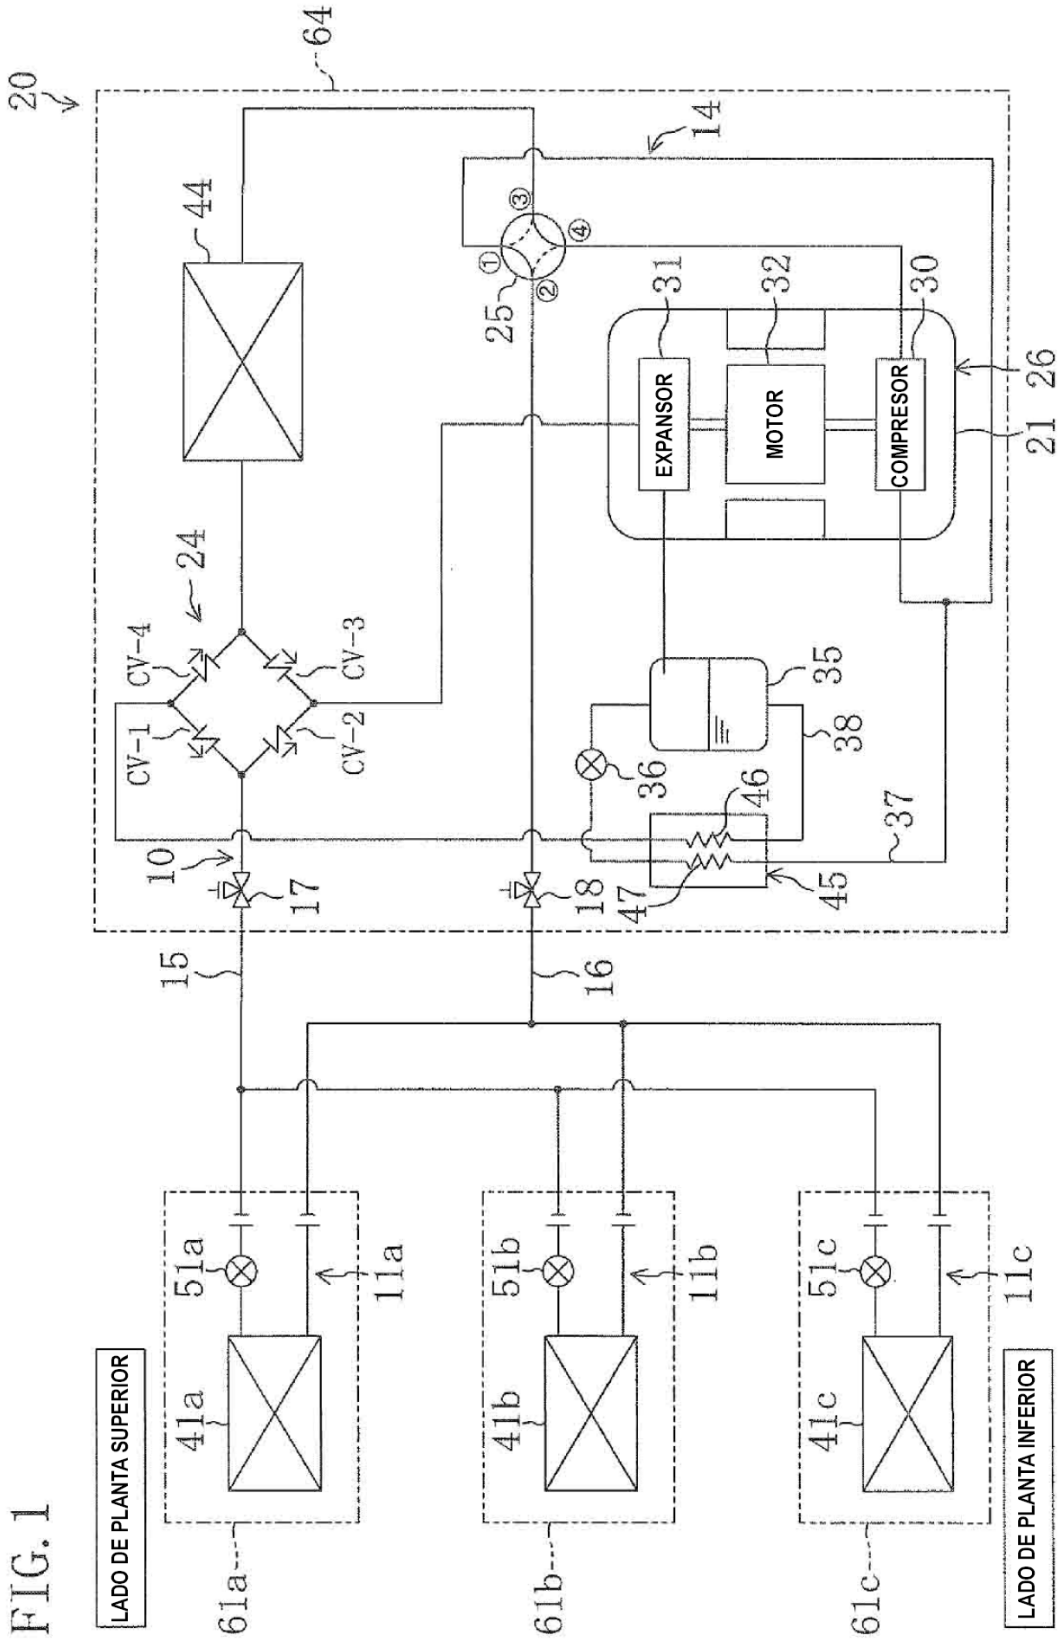 FIG. 1
LADO DE PLANTA SUPERIOR
LADO DE PLANTA INFERIOR
20
64
44
14
25
①
②
③
④
24
CV-4
CV-3
CV-1
CV-2
31
32
30
26
21
EXPANSOR
MOTOR
COMPRESOR
35
36
38
46
47
45
37
10
17
18
15
16
51a
11a
41a
61a
51b
11b
41b
61b
51c
11c
41c
61c